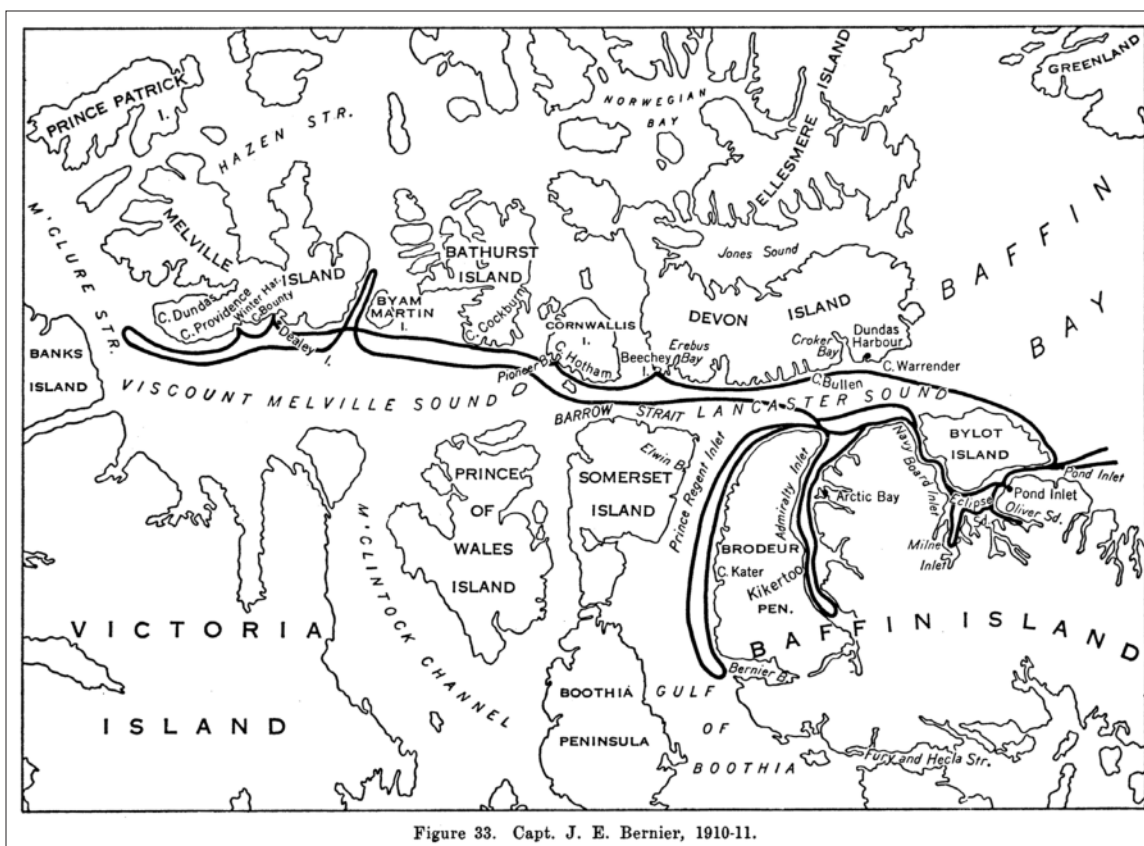 PRINCE PATRICK
I.
HAZEN STR.
NORWEGIAN
BAY
ELLESMERE ISLAND
GREENLAND
BAFFIN
BAY
M'CLURE STR.
MELVILLE
ISLAND
C. Dundas
C. Providence
Winter Har.
C. Bounty
Dealey I.
BYAM
MARTIN
I.
BATHURST
ISLAND
Cockburn
CORNWALLIS
I.
C. Hotham
Pioneer B.
Beechey
I.
Erebus
Bay
Jones Sound
DEVON ISLAND
Croker
Bay
Dundas
Harbour
C. Warrender
C. Bullen
BANKS
ISLAND
VISCOUNT MELVILLE SOUND
BARROW STRAIT
LANCASTER SOUND
BYLOT
ISLAND
Navy Board Inlet
Pond Inlet
Pond Inlet
Eclipse
Sd.
Oliver Sd.
Milne
Inlet
PRINCE
OF
WALES
ISLAND
SOMERSET
ISLAND
Elwin B.
Prince Regent Inlet
Admiralty Inlet
Arctic Bay
BRODEUR
PEN.
C. Kater
Kikertoo
Bernier B.
M'CLINTOCK CHANNEL
VICTORIA
ISLAND
BAFFIN ISLAND
BOOTHIA
PENINSULA
GULF
OF
BOOTHIA
Fury and Hecla Str.
Figure 33. Capt. J. E. Bernier, 1910-11.